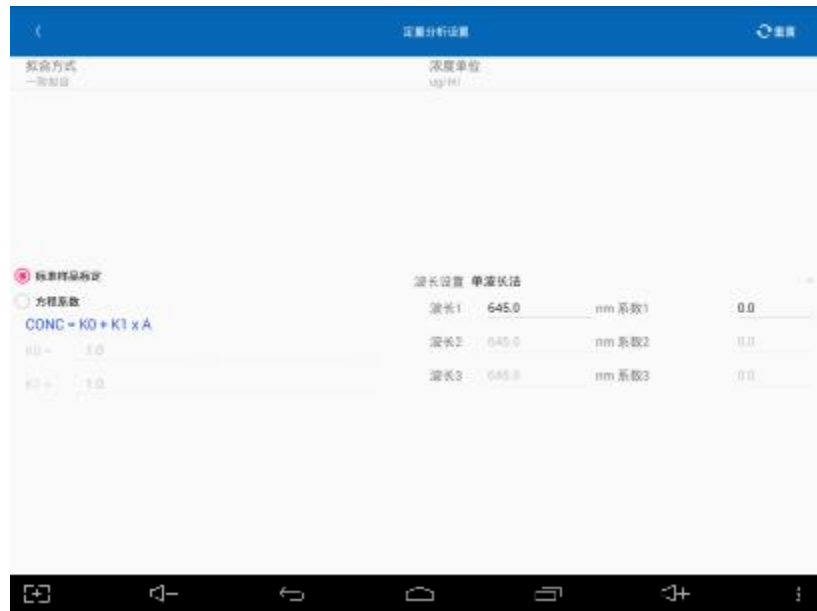 定量分析设置
重置
拟合方式
一阶拟合
浓度单位
ug/ml
标准样品标定
方程系数
CONC = K0 + K1 x A
K0 = 1.0
K1 = 1.0
波长设置 单波长法
波长1 645.0 nm 系数1 0.0
波长2 645.0 nm 系数2 0.0
波长3 645.0 nm 系数3 0.0